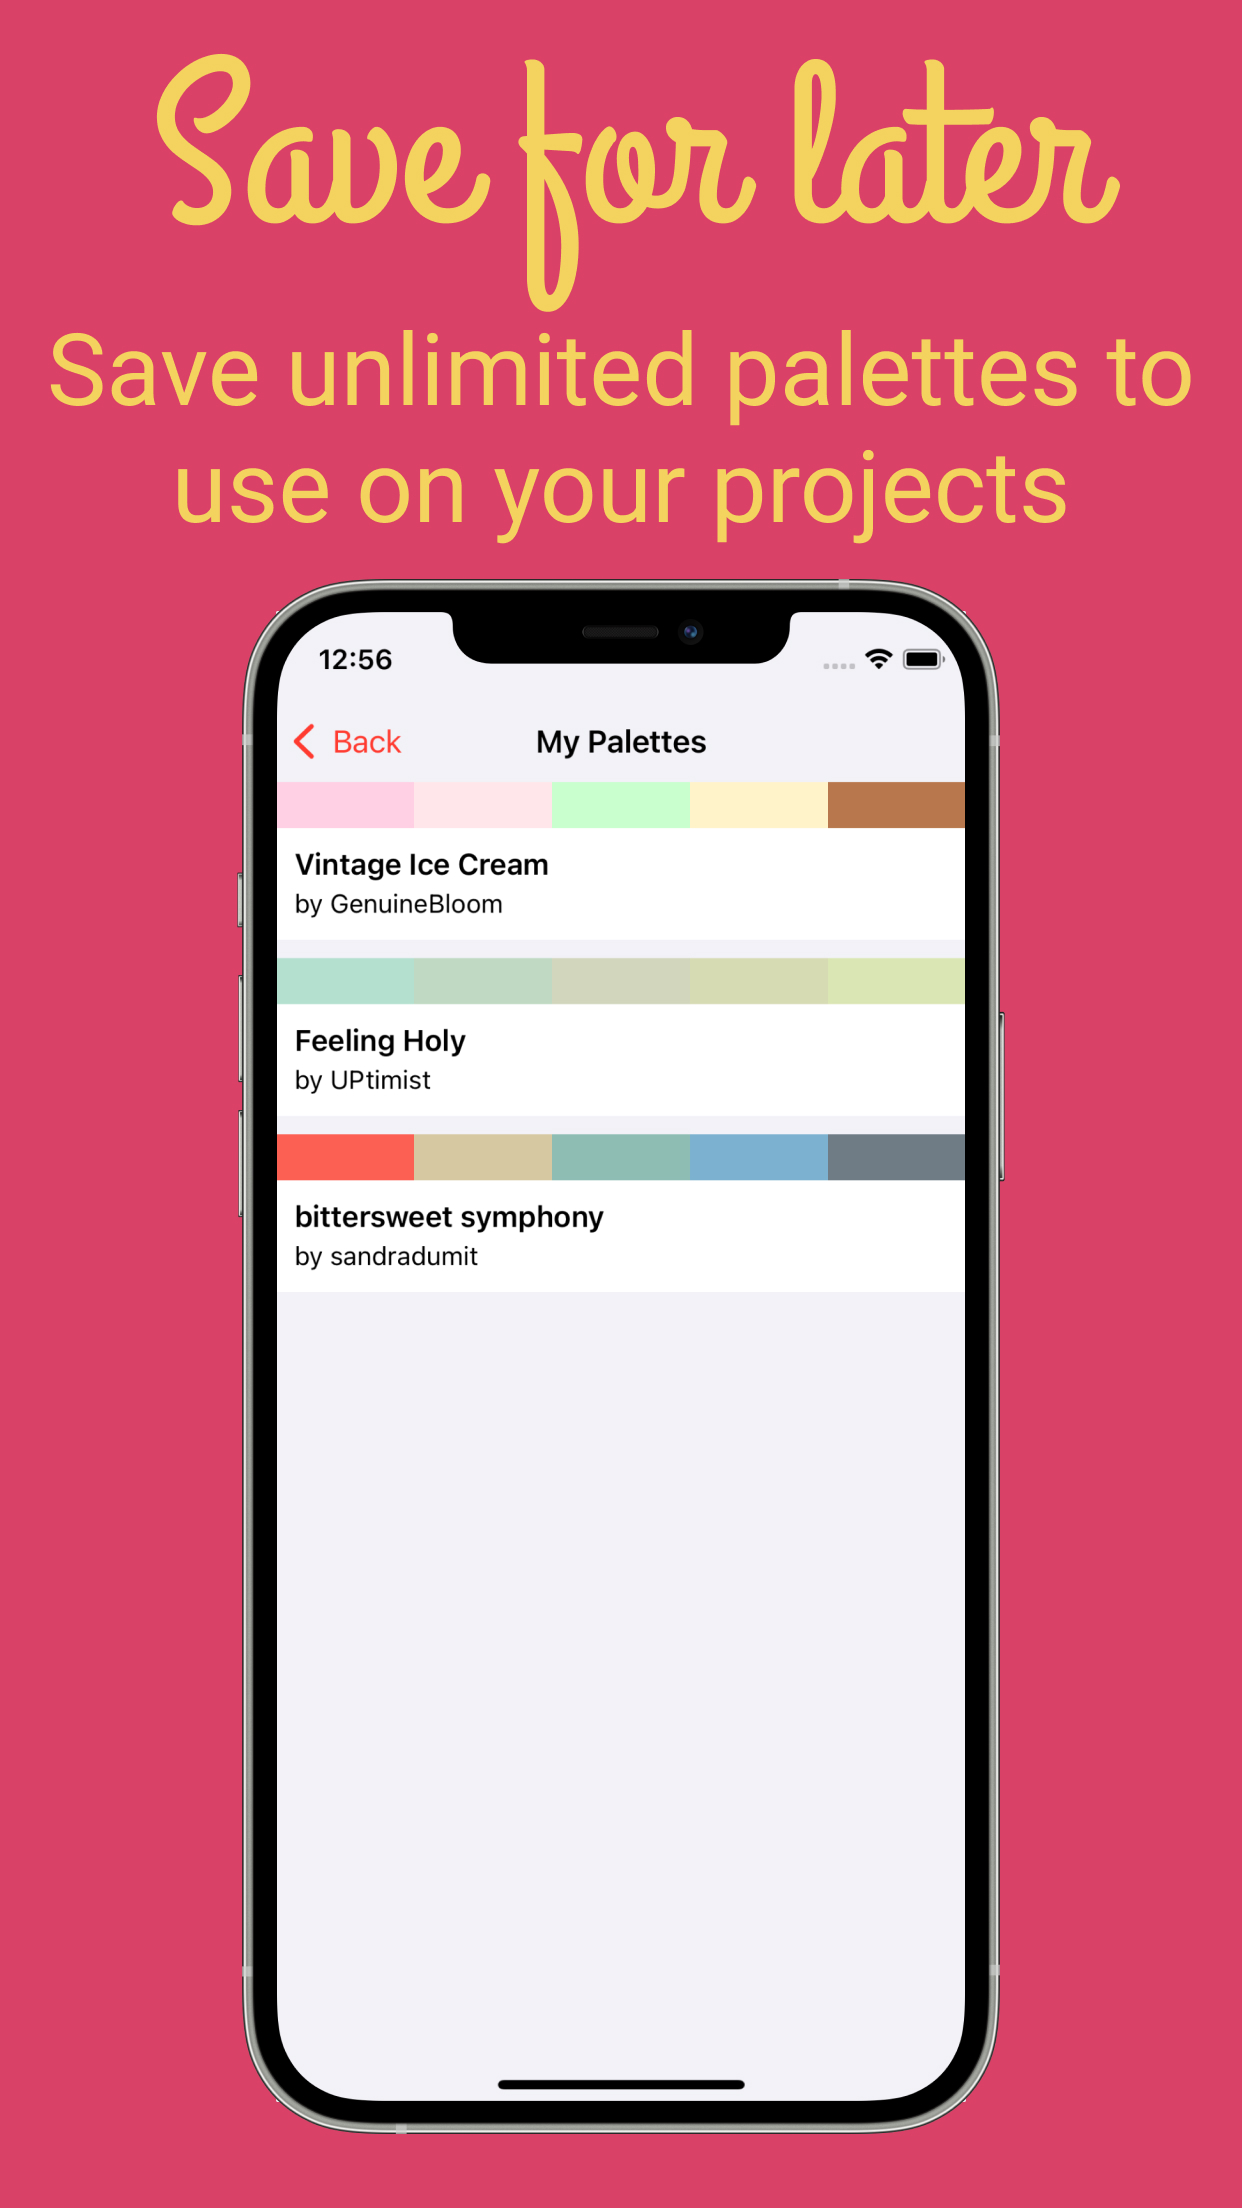 Save for later
Save unlimited palettes to
use on your projects
12:56
Back
My Palettes
Vintage Ice Cream
by GenuineBloom
Feeling Holy
by UPtimist
bittersweet symphony
by sandradumit